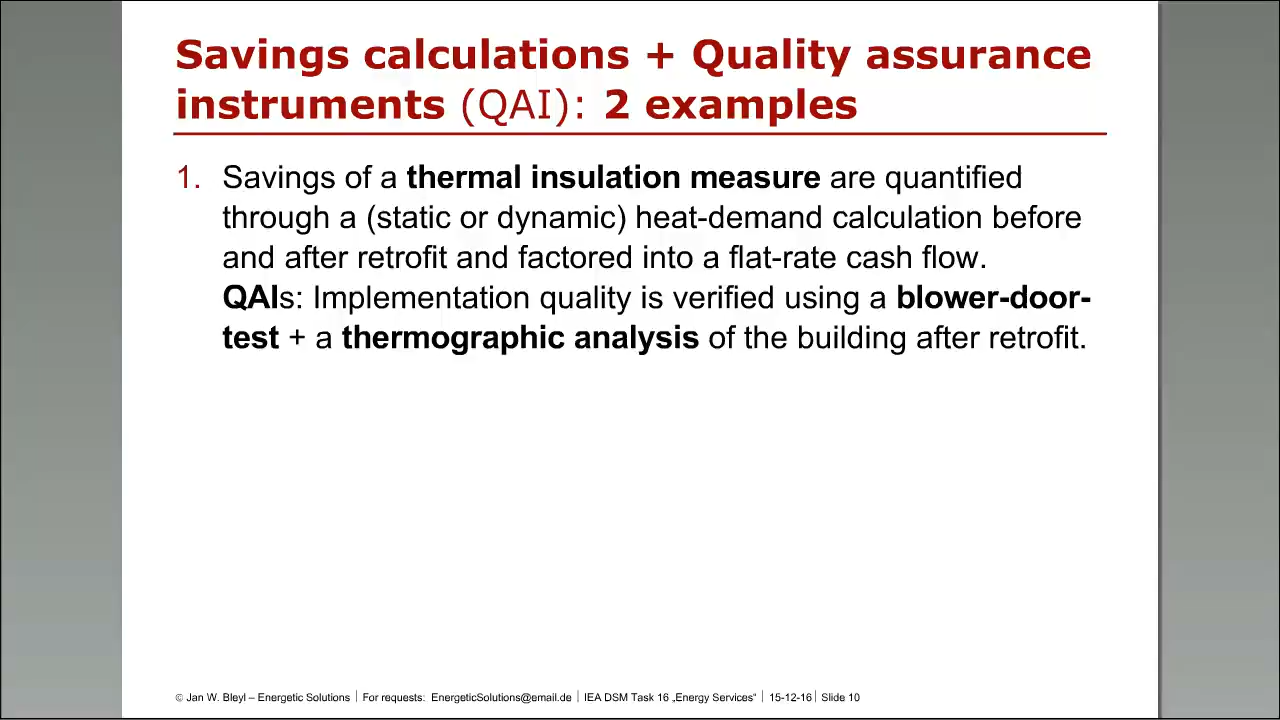 Savings calculations + Quality assurance
instruments (QAI): 2 examples
1. Savings of a thermal insulation measure are quantified
through a (static or dynamic) heat-demand calculation before
and after retrofit and factored into a flat-rate cash flow.
QAIs: Implementation quality is verified using a blower-door-
test + a thermographic analysis of the building after retrofit.
© Jan W. Bleyl – Energetic Solutions | For requests: EnergeticSolutions@email.de | IEA DSM Task 16 „Energy Services“ | 15-12-16 | Slide 10